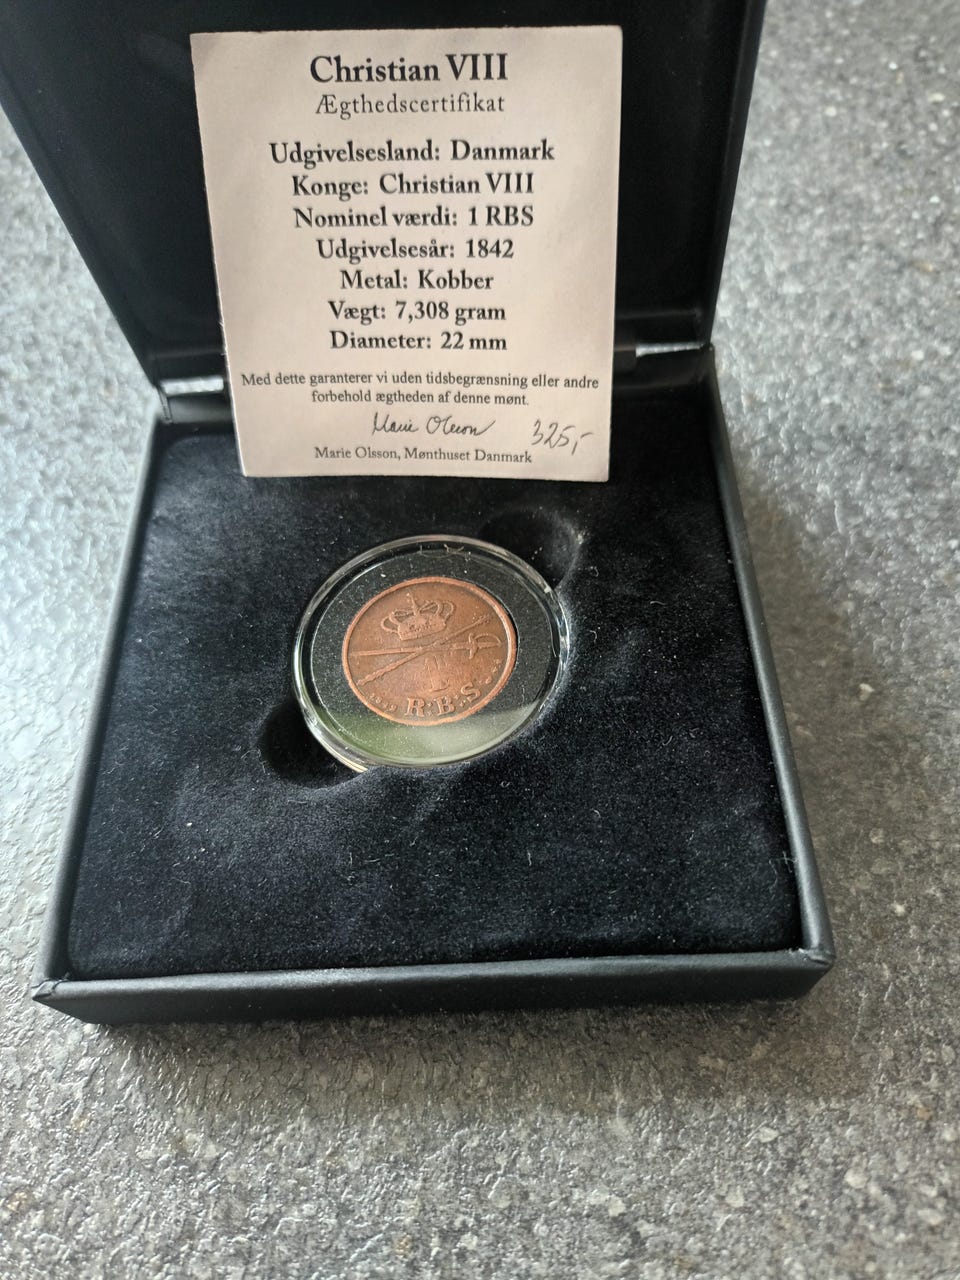 Christian VIII
Ægthedscertifikat
Udgivelsesland: Danmark
Konge: Christian VIII
Nominel værdi: 1 RBS
Udgivelsesår: 1842
Metal: Kobber
Vægt: 7,308 gram
Diameter: 22 mm
Med dette garanterer vi uden tidsbegrænsning eller andre
forbehold ægtheden af denne mønt.
Marie Olsson 325,-
Marie Olsson, Mønthuset Danmark
1
R·B·S·